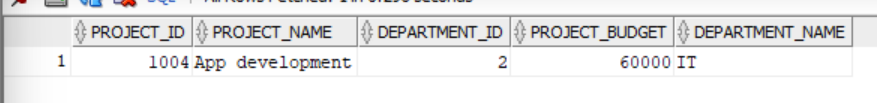 SQL | All Rows Fetched: 1 in 0.296 seconds
PROJECT_ID PROJECT_NAME DEPARTMENT_ID PROJECT_BUDGET DEPARTMENT_NAME
1 1004 App development 2 60000 IT